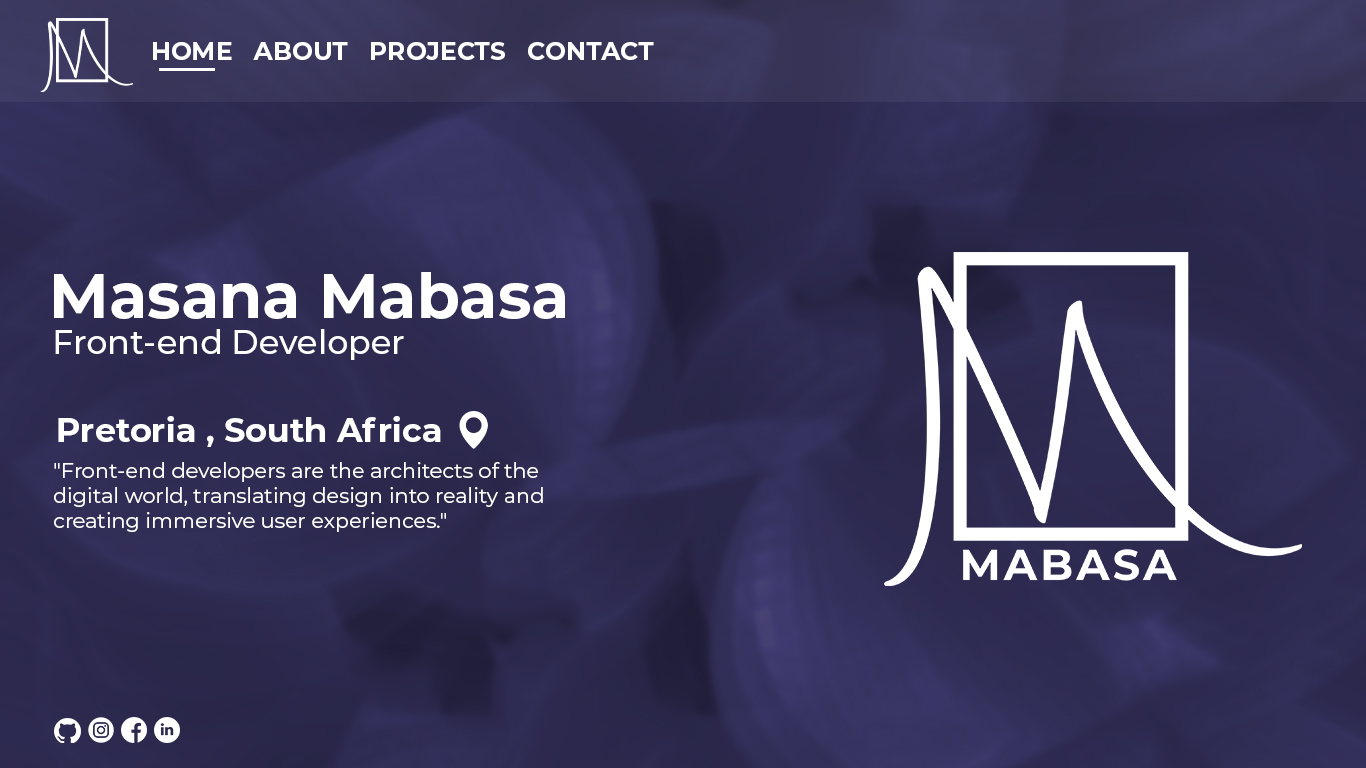 HOME ABOUT PROJECTS CONTACT
Masana Mabasa
Front-end Developer
Pretoria , South Africa
"Front-end developers are the architects of the
digital world, translating design into reality and
creating immersive user experiences."
MABASA